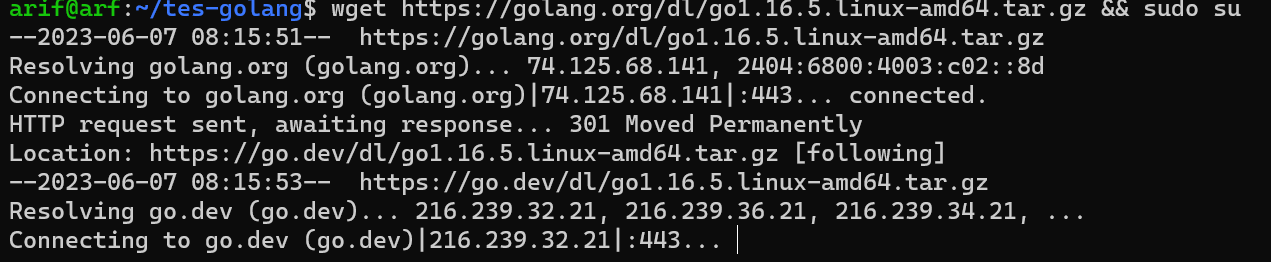 arif@arf:~/tes-golang$ wget https://golang.org/dl/go1.16.5.linux-amd64.tar.gz && sudo su
--2023-06-07 08:15:51--  https://golang.org/dl/go1.16.5.linux-amd64.tar.gz
Resolving golang.org (golang.org)... 74.125.68.141, 2404:6800:4003:c02::8d
Connecting to golang.org (golang.org)|74.125.68.141|:443... connected.
HTTP request sent, awaiting response... 301 Moved Permanently
Location: https://go.dev/dl/go1.16.5.linux-amd64.tar.gz [following]
--2023-06-07 08:15:53--  https://go.dev/dl/go1.16.5.linux-amd64.tar.gz
Resolving go.dev (go.dev)... 216.239.32.21, 216.239.36.21, 216.239.34.21, ...
Connecting to go.dev (go.dev)|216.239.32.21|:443...